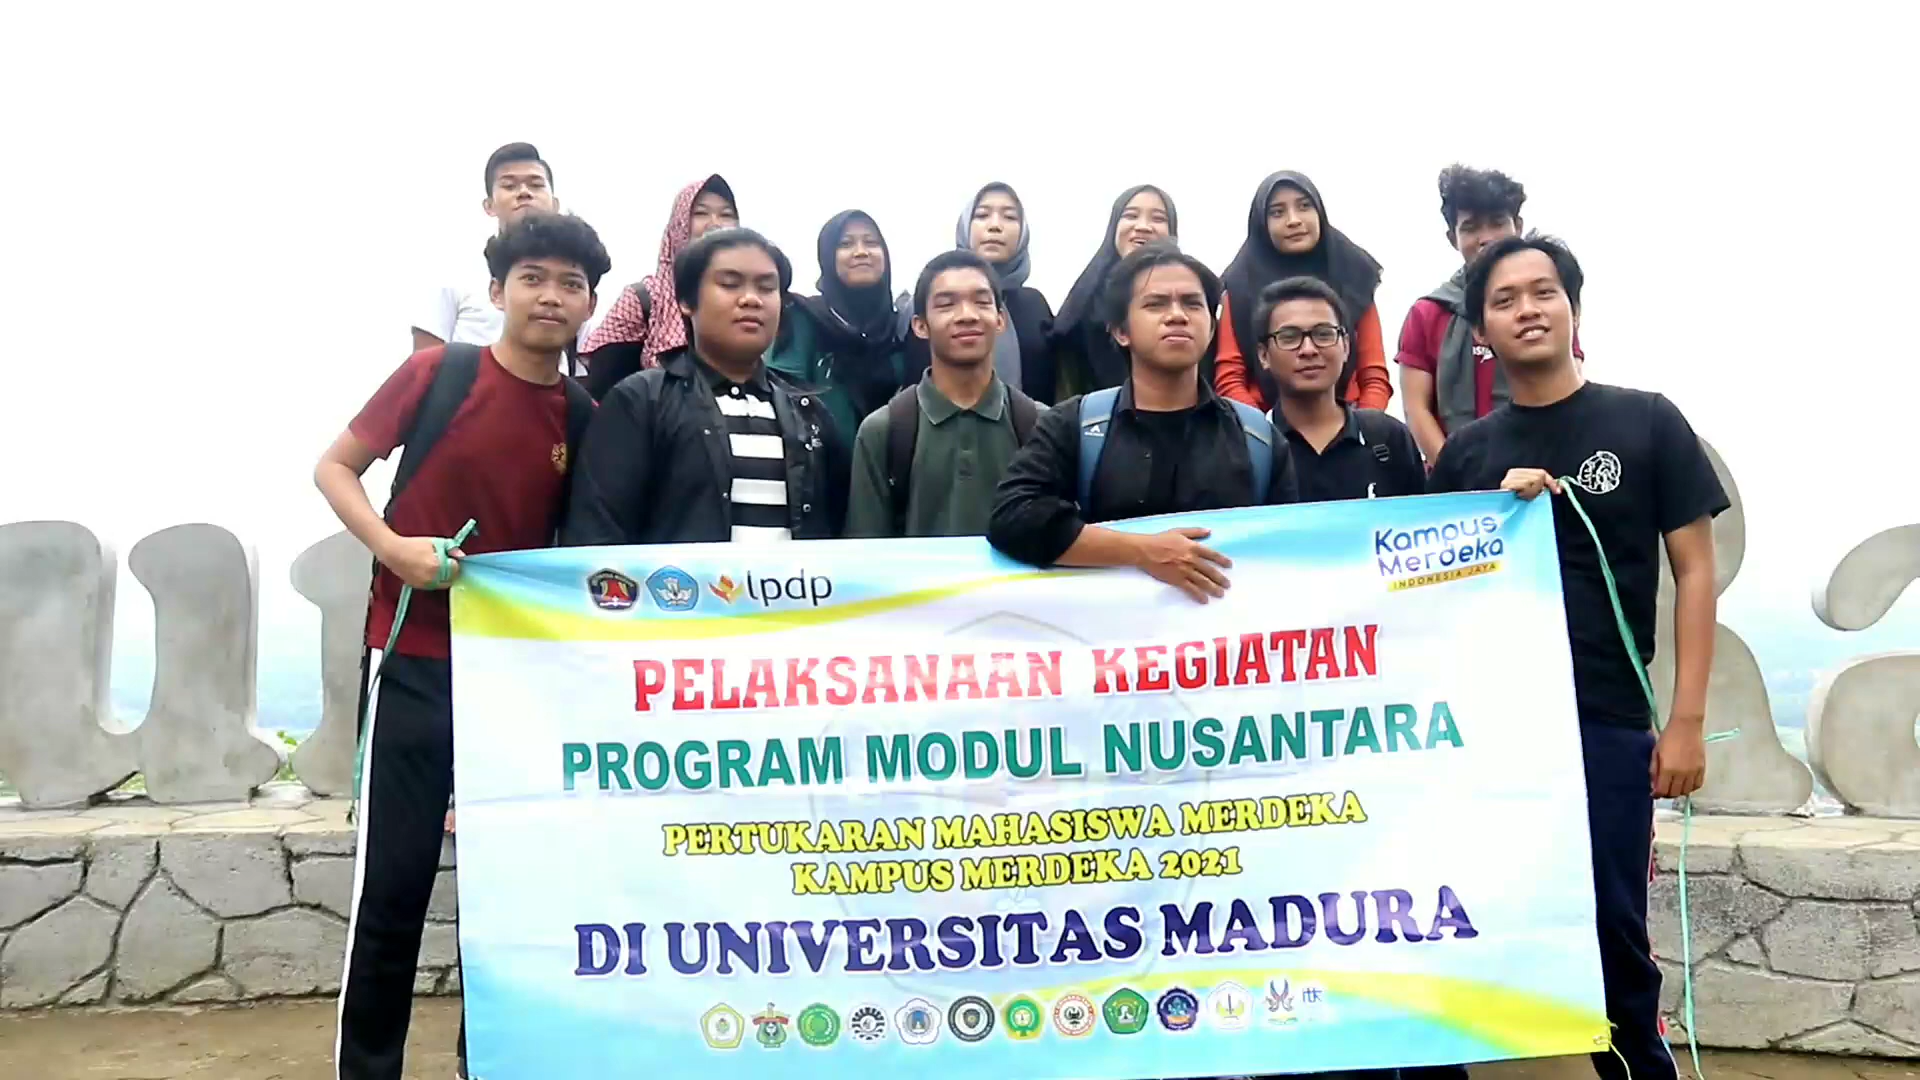 lpdp
Kampus
Merdeka
INDONESIA JAYA
PELAKSANAAN KEGIATAN
PROGRAM MODUL NUSANTARA
PERTUKARAN MAHASISWA MERDEKA
KAMPUS MERDEKA 2021
DI UNIVERSITAS MADURA
itk